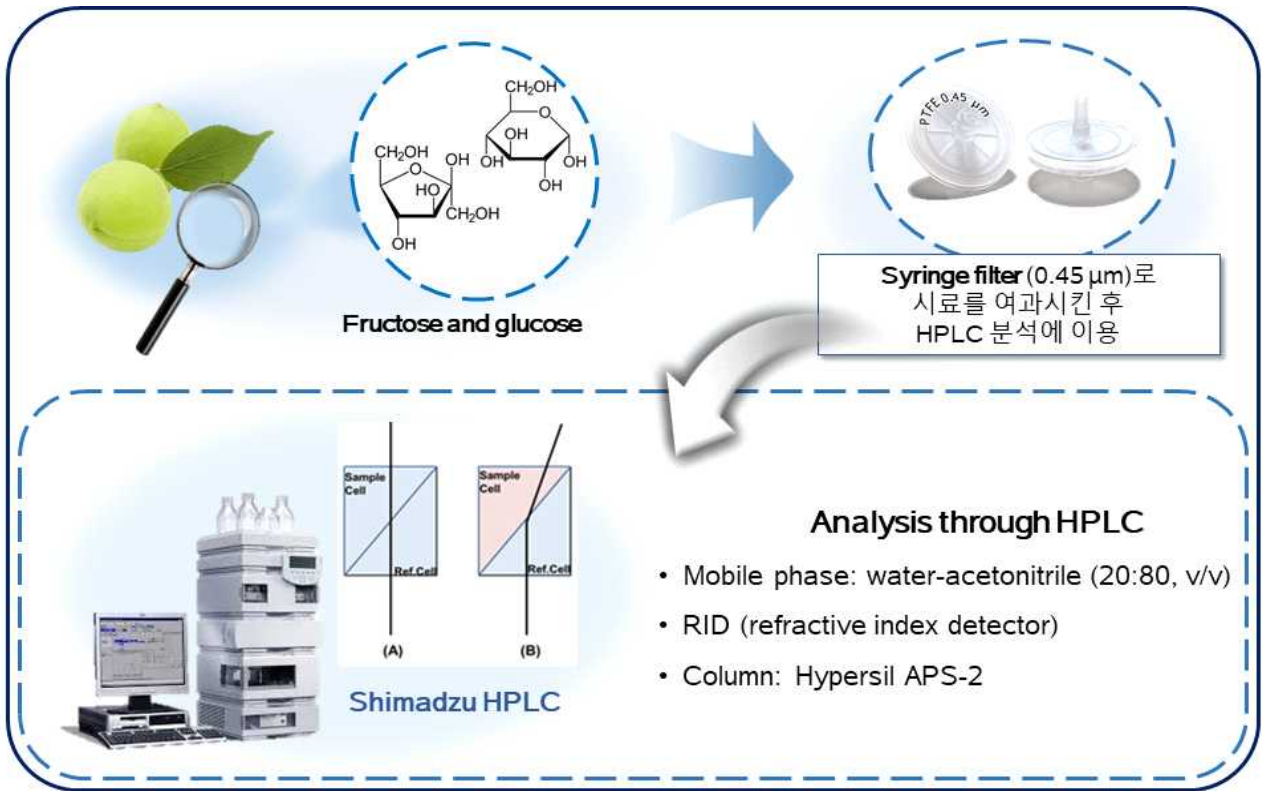 CH2OH
O
OH
OH
OH
OH
CH2OH
O
OH
HO
CH2OH
OH
Fructose and glucose
PTFE 0.45 µm
Syringe filter (0.45 µm)로
시료를 여과시킨 후
HPLC 분석에 이용
Sample
Cell
Ref.Cell
(A)
Sample
Cell
Ref.Cell
(B)
Shimadzu HPLC
Analysis through HPLC
• Mobile phase: water-acetonitrile (20:80, v/v)
• RID (refractive index detector)
• Column: Hypersil APS-2